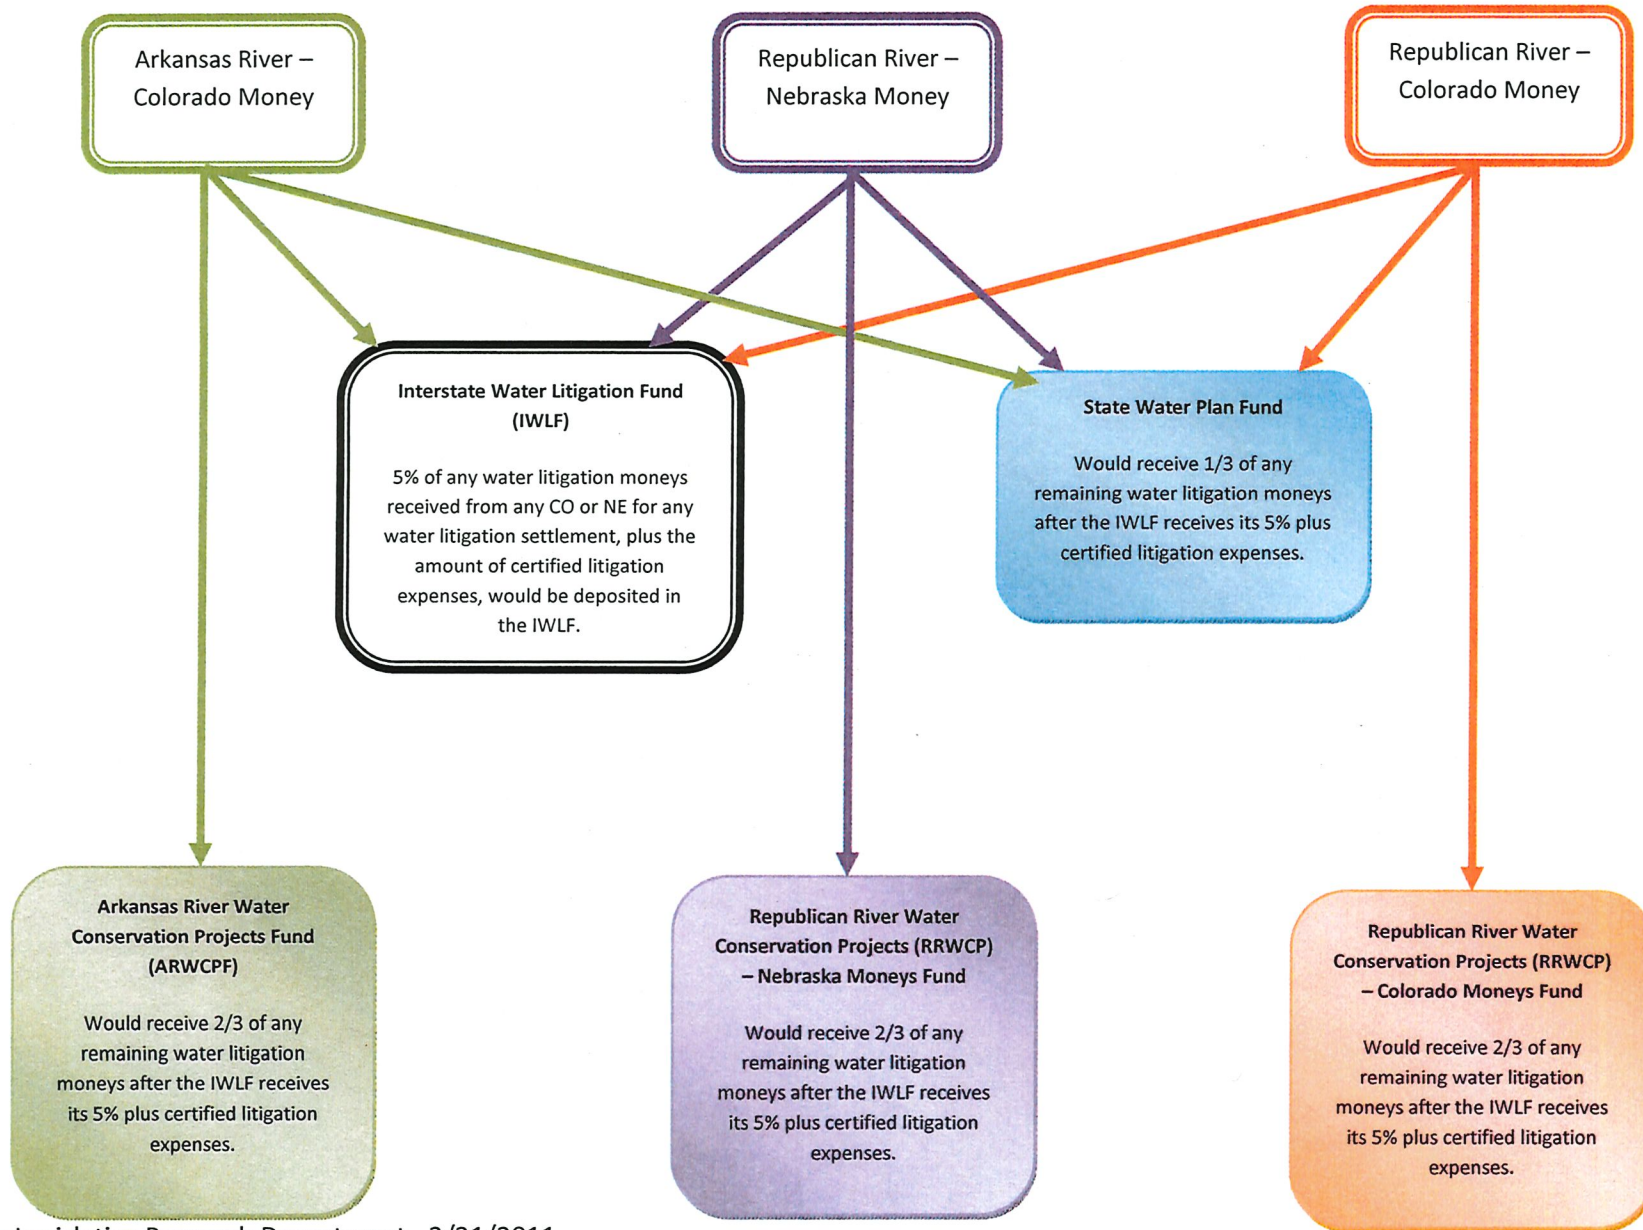 Arkansas River –
Colorado Money
Republican River –
Nebraska Money
Republican River –
Colorado Money
Interstate Water Litigation Fund
(IWLF)
5% of any water litigation moneys
received from any CO or NE for any
water litigation settlement, plus the
amount of certified litigation
expenses, would be deposited in
the IWLF.
State Water Plan Fund
Would receive 1/3 of any
remaining water litigation moneys
after the IWLF receives its 5% plus
certified litigation expenses.
Arkansas River Water
Conservation Projects Fund
(ARWCPF)
Would receive 2/3 of any
remaining water litigation
moneys after the IWLF receives
its 5% plus certified litigation
expenses.
Republican River Water
Conservation Projects (RRWCP)
– Nebraska Moneys Fund
Would receive 2/3 of any
remaining water litigation
moneys after the IWLF receives
its 5% plus certified litigation
expenses.
Republican River Water
Conservation Projects (RRWCP)
– Colorado Moneys Fund
Would receive 2/3 of any
remaining water litigation
moneys after the IWLF receives
its 5% plus certified litigation
expenses.
Legislative Research Department 3/21/2011